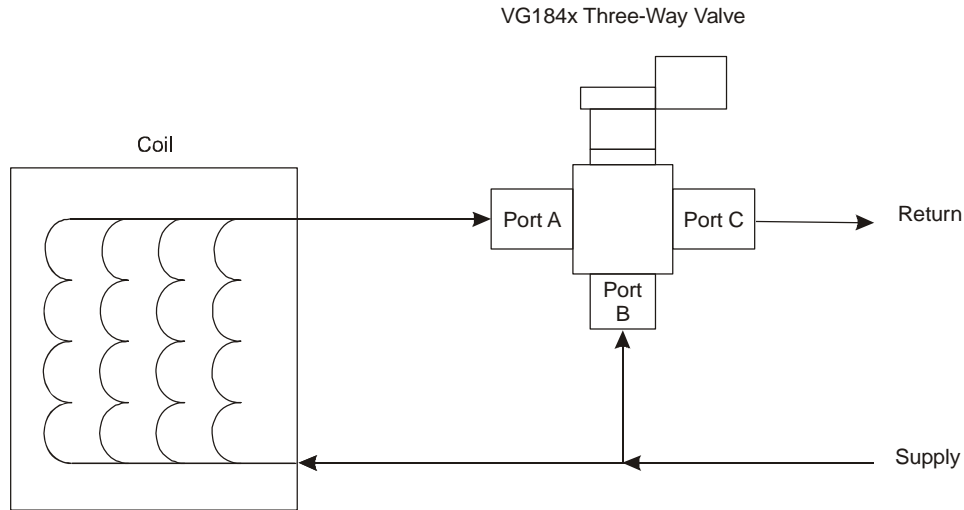 VG184x Three-Way Valve
Coil
Port A
Port C
Return
Port
B
Supply